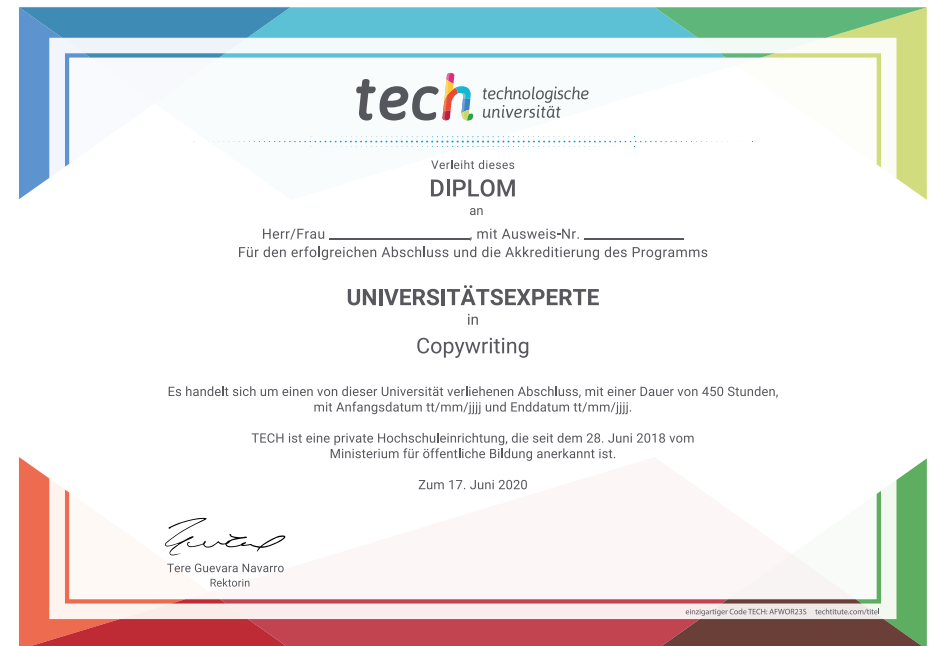 tech technologische
universität
Verleiht dieses
DIPLOM
an
Herr/Frau ____________, mit Ausweis-Nr. ____________
Für den erfolgreichen Abschluss und die Akkreditierung des Programms
UNIVERSITÄTSEXPERTE
in
Copywriting
Es handelt sich um einen von dieser Universität verliehenen Abschluss, mit einer Dauer von 450 Stunden,
mit Anfangsdatum tt/mm/jjjj und Enddatum tt/mm/jjjj.
TECH ist eine private Hochschuleinrichtung, die seit dem 28. Juni 2018 vom
Ministerium für öffentliche Bildung anerkannt ist.
Zum 17. Juni 2020
Tere Guevara Navarro
Rektorin
einzigartiger Code TECH: AFWOR23S techtitute.com/titel